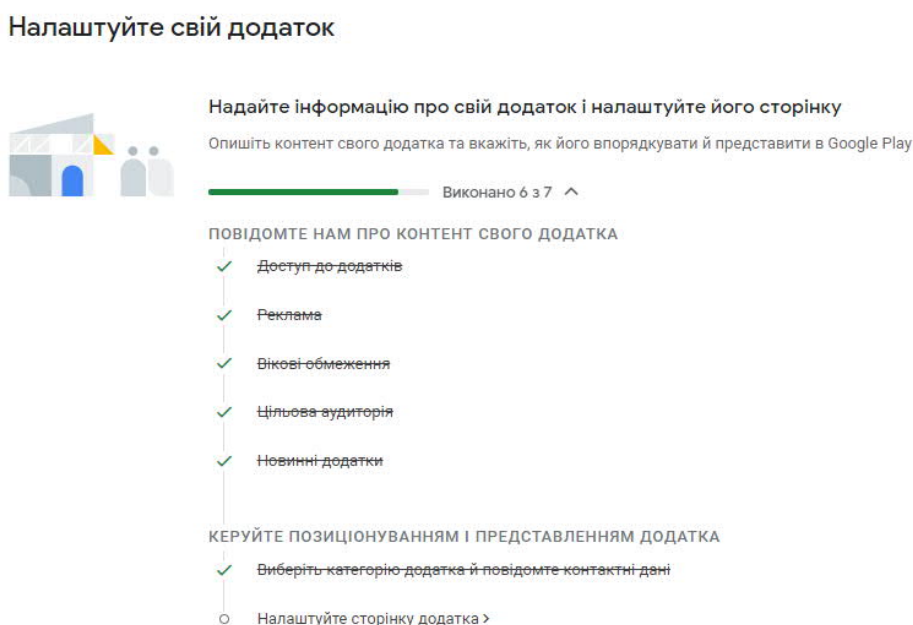 Налаштуйте свій додаток
Надайте інформацію про свій додаток і налаштуйте його сторінку
Опишіть контент свого додатка та вкажіть, як його впорядкувати й представити в Google Play
Виконано 6 з 7
ПОВІДОМТЕ НАМ ПРО КОНТЕНТ СВОГО ДОДАТКА
Доступ до додатків
Реклама
Вікові обмеження
Цільова аудиторія
Новинні додатки
КЕРУЙТЕ ПОЗИЦІОНУВАННЯМ І ПРЕДСТАВЛЕННЯМ ДОДАТКА
Виберіть категорію додатка й повідомте контактні дані
Налаштуйте сторінку додатка